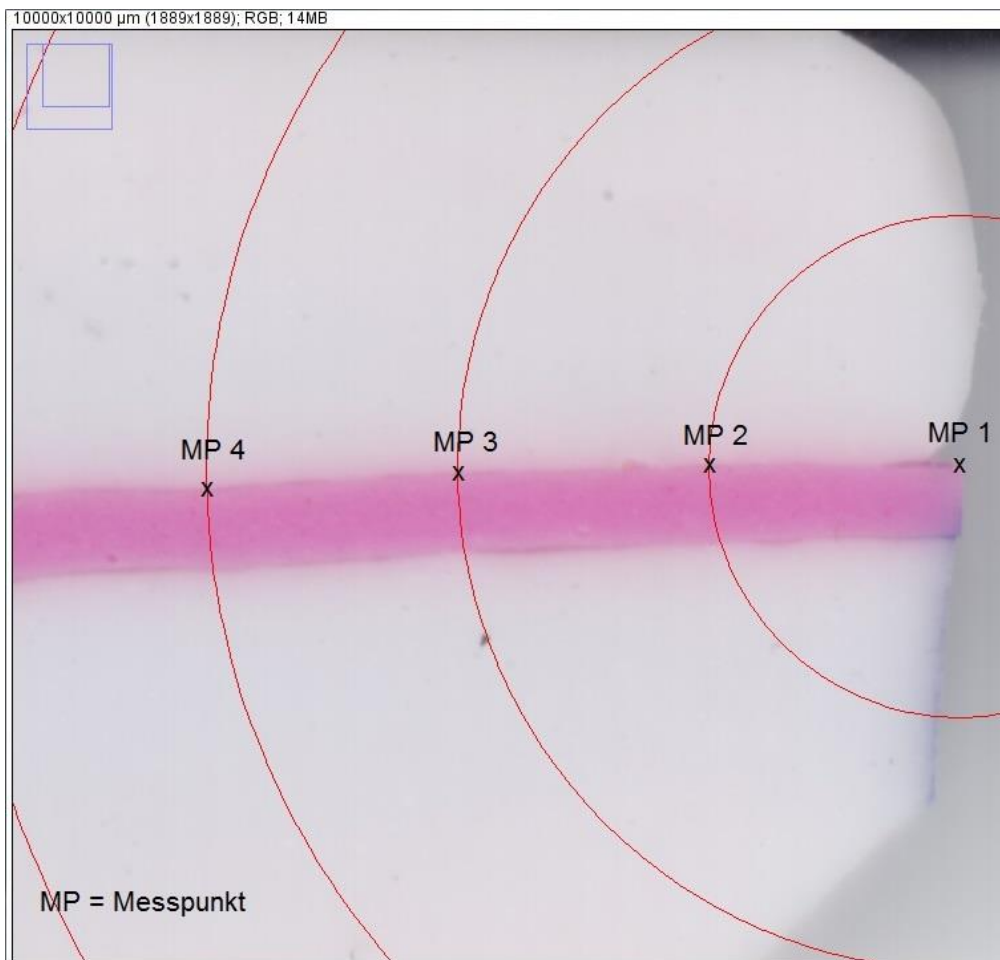 10000x10000 µm (1889x1889); RGB; 14MB
MP 1
MP 2
MP 3
MP 4
x
x
x
x
MP = Messpunkt